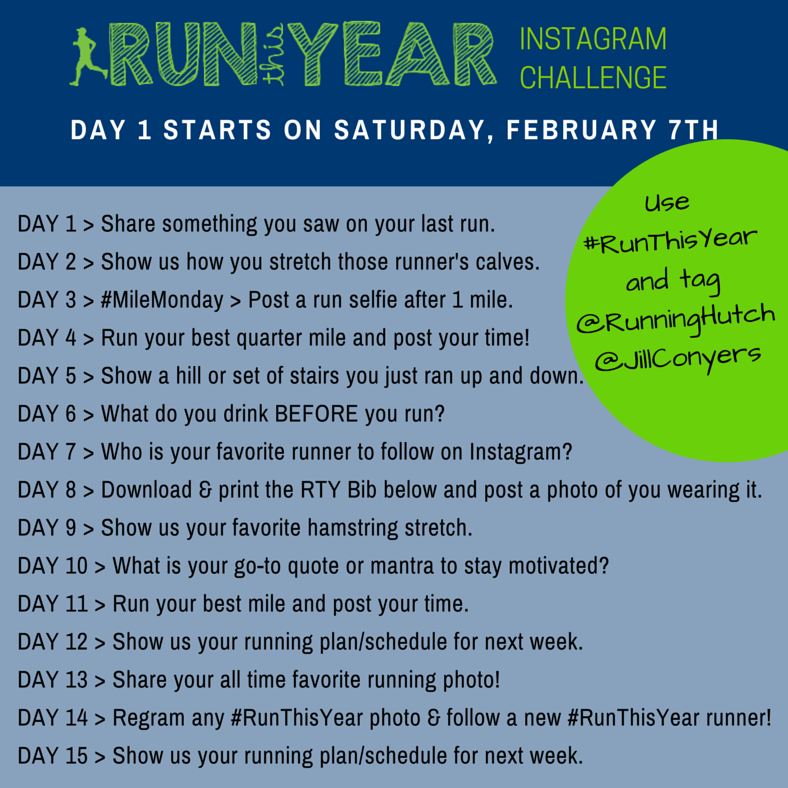 RUN this YEAR
INSTAGRAM
CHALLENGE
DAY 1 STARTS ON SATURDAY, FEBRUARY 7TH
Use
#RunThisYear
and tag
@RunningHutch
@JillConyers
DAY 1 > Share something you saw on your last run.
DAY 2 > Show us how you stretch those runner's calves.
DAY 3 > #MileMonday > Post a run selfie after 1 mile.
DAY 4 > Run your best quarter mile and post your time!
DAY 5 > Show a hill or set of stairs you just ran up and down.
DAY 6 > What do you drink BEFORE you run?
DAY 7 > Who is your favorite runner to follow on Instagram?
DAY 8 > Download & print the RTY Bib below and post a photo of you wearing it.
DAY 9 > Show us your favorite hamstring stretch.
DAY 10 > What is your go-to quote or mantra to stay motivated?
DAY 11 > Run your best mile and post your time.
DAY 12 > Show us your running plan/schedule for next week.
DAY 13 > Share your all time favorite running photo!
DAY 14 > Regram any #RunThisYear photo & follow a new #RunThisYear runner!
DAY 15 > Show us your running plan/schedule for next week.